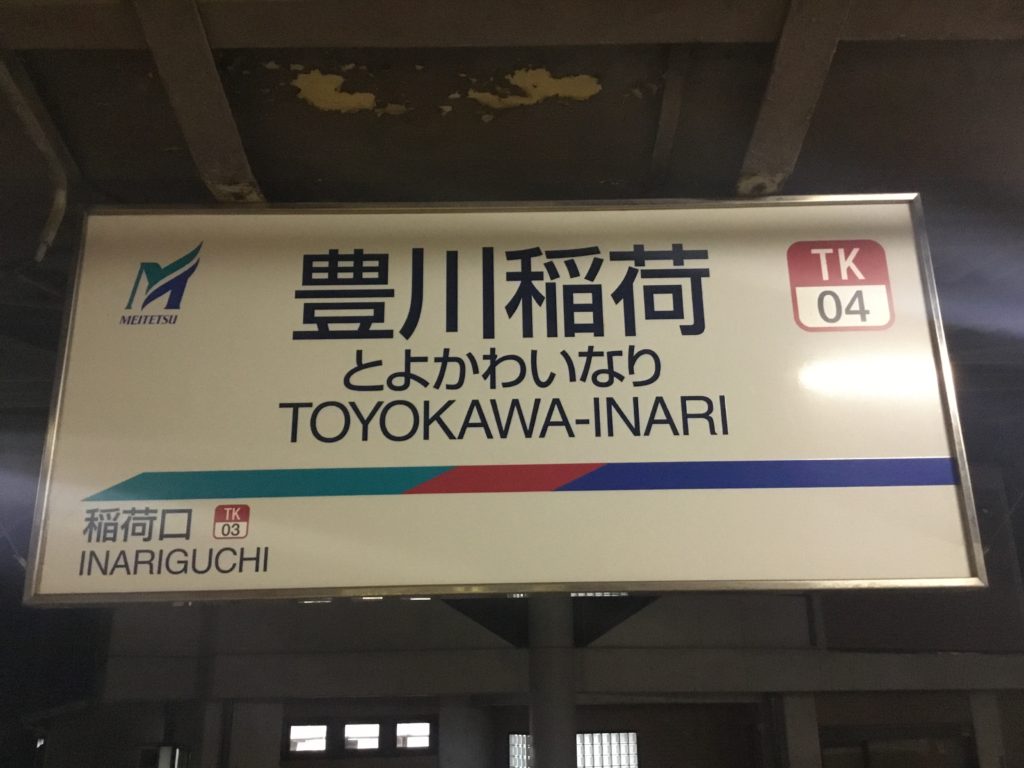 MEITETSU
豊川稲荷
とよかわいなり
TOYOKAWA-INARI
TK
04
稲荷口
TK
03
INARIGUCHI